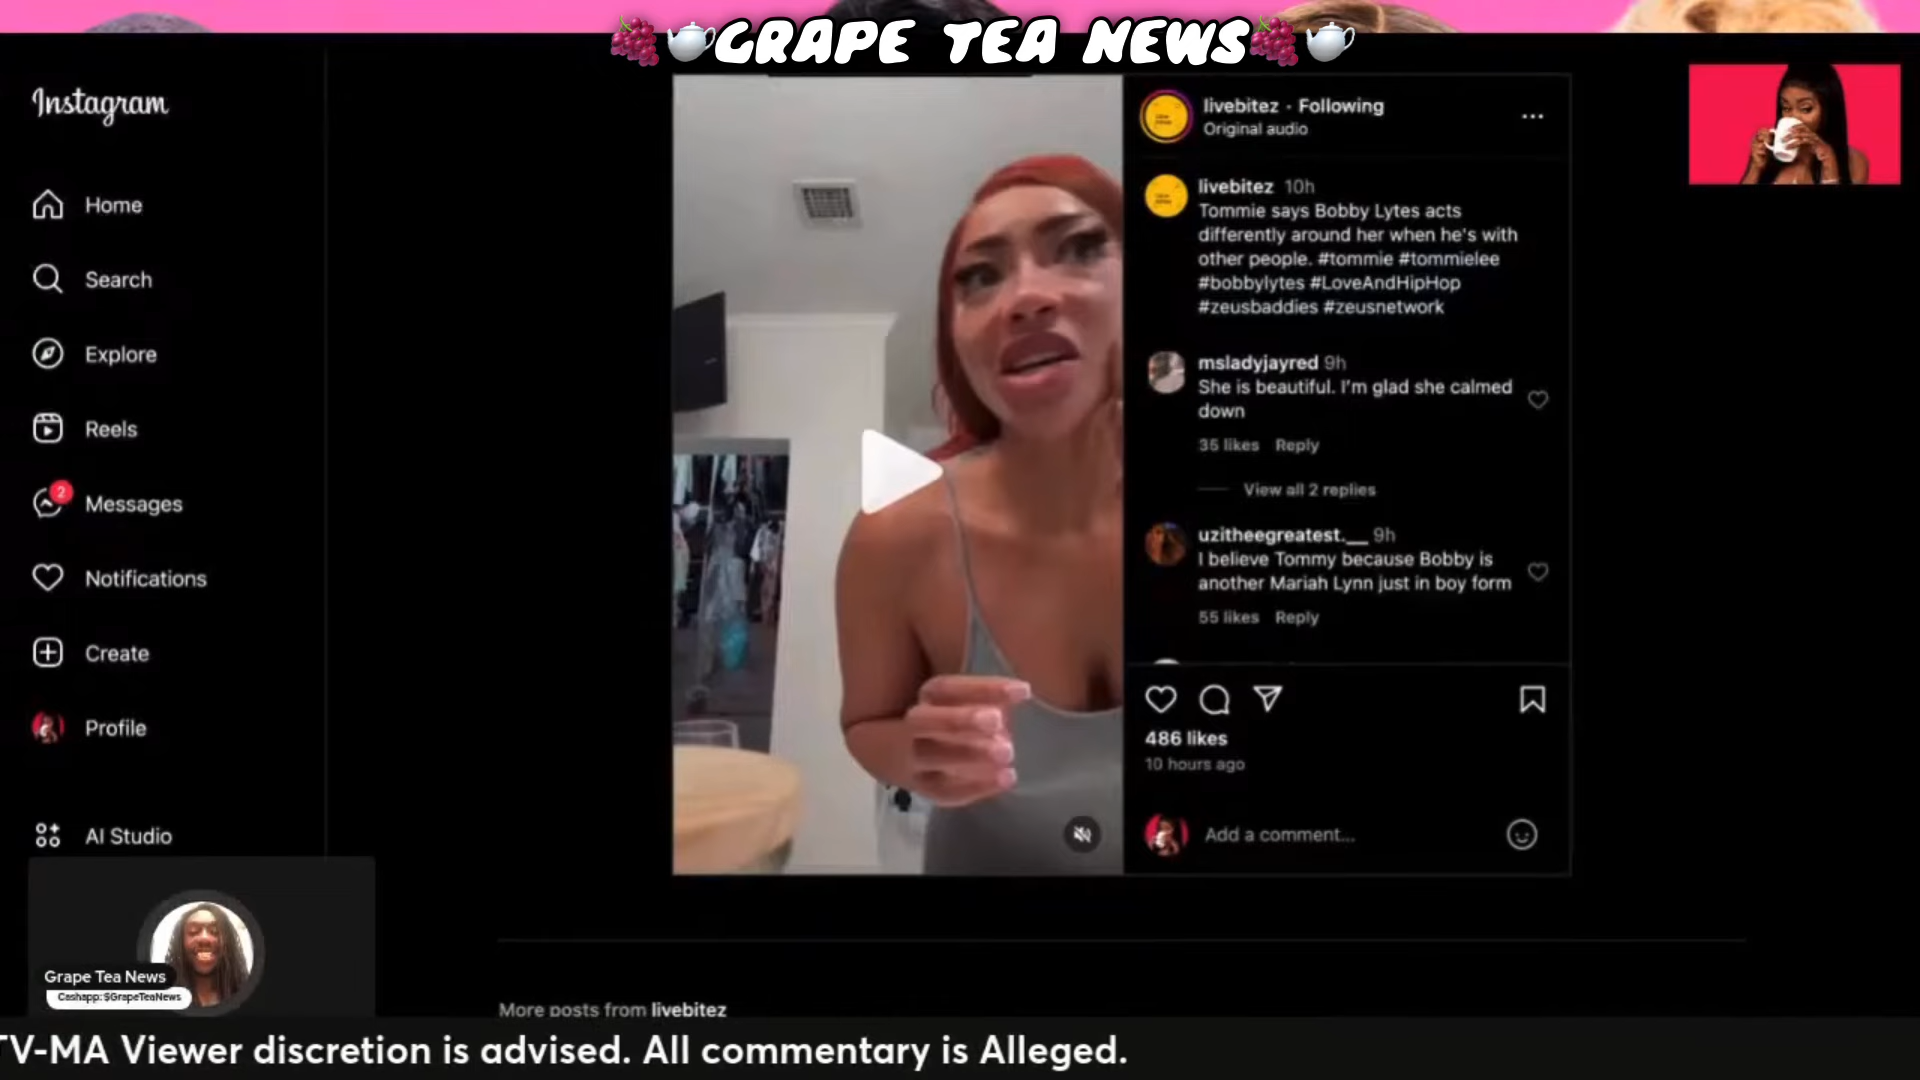 GRAPE TEA NEWS
Instagram
Home
Search
Explore
Reels
2
Messages
Notifications
Create
Profile
AI Studio
livebitez • Following
Original audio
livebitez 10h
Tommie says Bobby Lytes acts
differently around her when he's with
other people. #tommie #tommielee
#bobbylytes #LoveAndHipHop
#zeusbaddies #zeusnetwork
msladyjayred 9h
She is beautiful. I'm glad she calmed
down
35 likes Reply
View all 2 replies
uzitheegreatest.__ 9h
I believe Tommy because Bobby is
another Mariah Lynn just in boy form
55 likes Reply
486 likes
10 hours ago
Add a comment...
Grape Tea News
Cashapp: $GrapeTeaNews
More posts from livebitez
TV-MA Viewer discretion is advised. All commentary is Alleged.